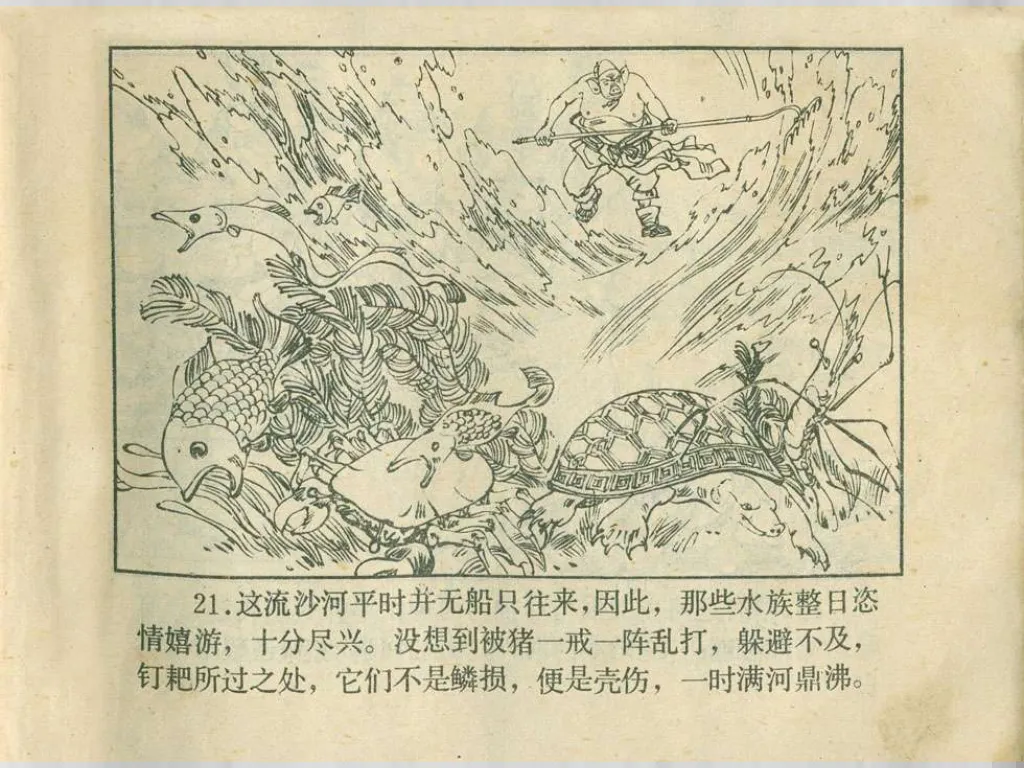 21.这流沙河平时并无船只往来,因此,那些水族整日恣
情嬉游,十分尽兴。没想到被猪一戒一阵乱打,躲避不及,
钉耙所过之处,它们不是鳞损,便是壳伤,一时满河鼎沸。